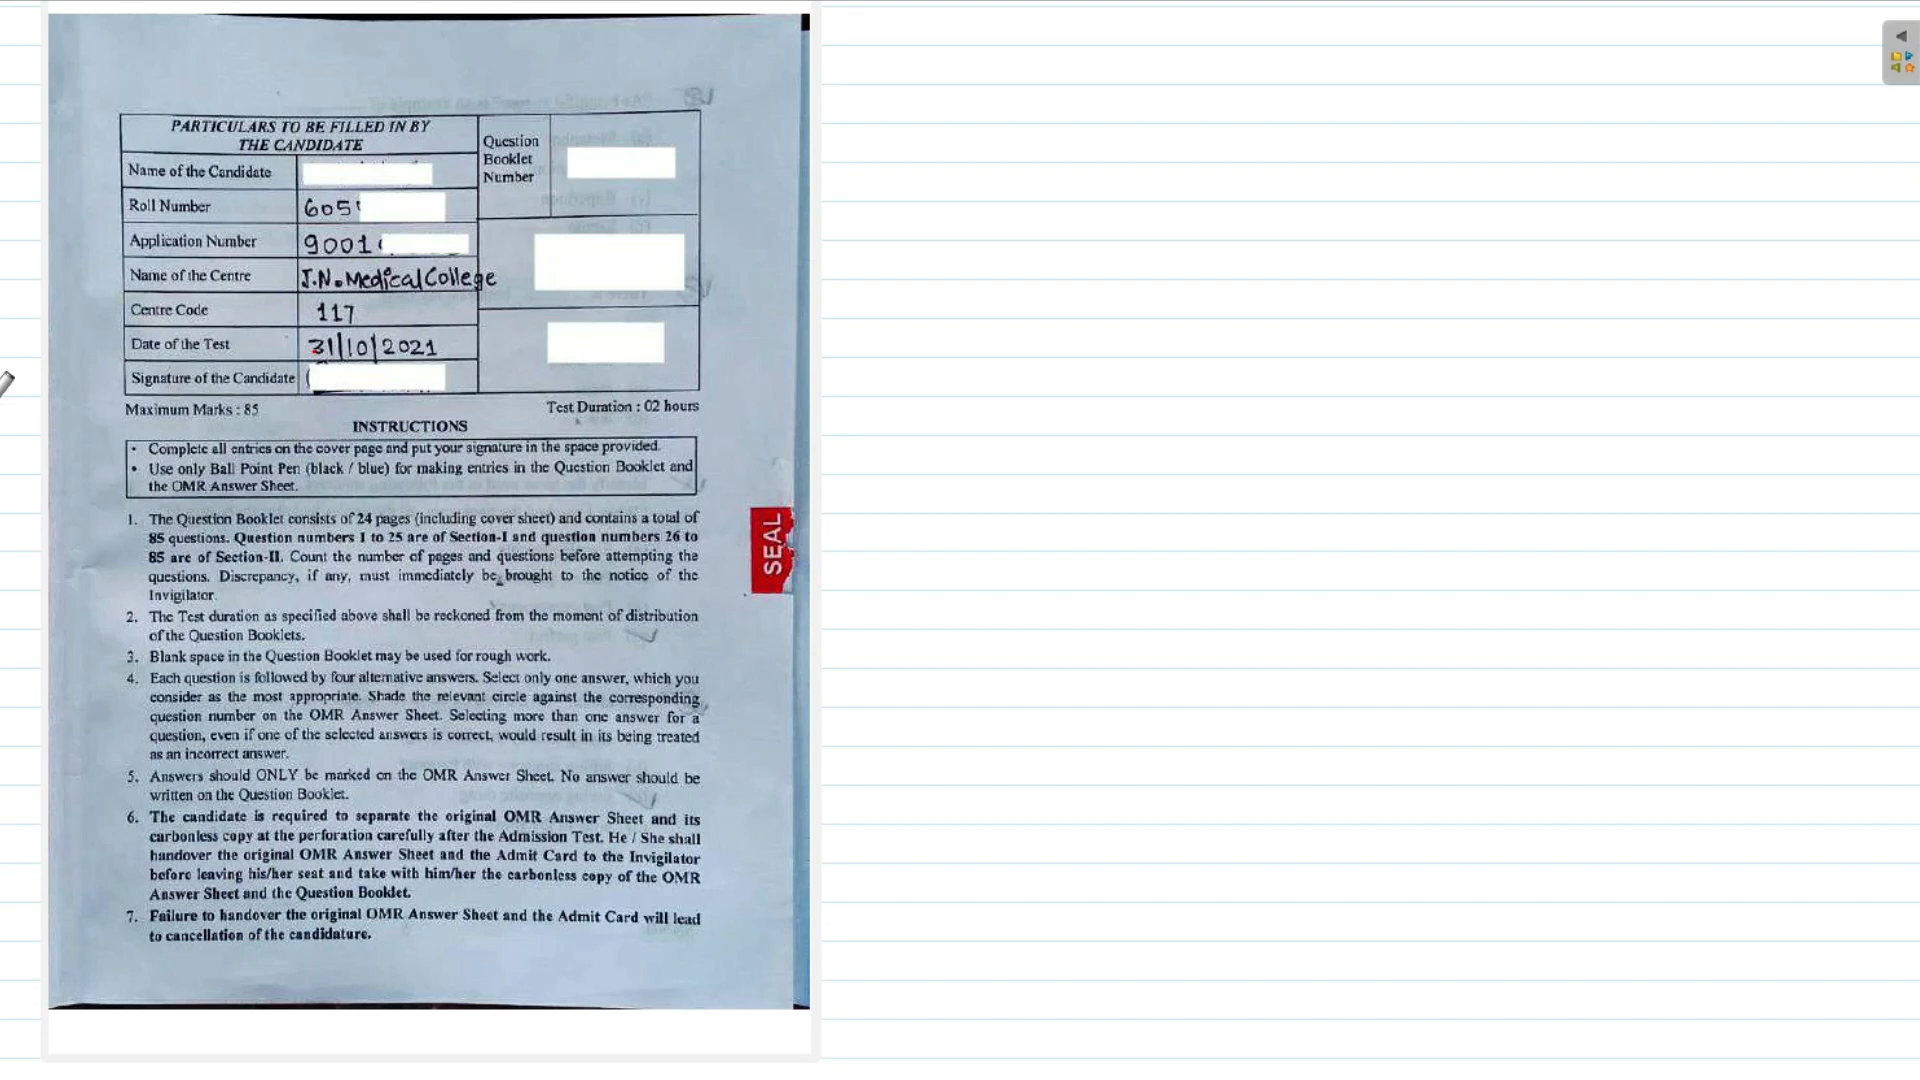 PARTICULARS TO BE FILLED IN BY
THE CANDIDATE
Question
Booklet
Number
Name of the Candidate
Roll Number 605
Application Number 9001
Name of the Centre J.N. Medical College
Centre Code 117
Date of the Test 31/10/2021
Signature of the Candidate
Maximum Marks : 85 Test Duration : 02 hours
INSTRUCTIONS
• Complete all entries on the cover page and put your signature in the space provided.
• Use only Ball Point Pen (black / blue) for making entries in the Question Booklet and
the OMR Answer Sheet.
1. The Question Booklet consists of 24 pages (including cover sheet) and contains a total of
85 questions. Question numbers 1 to 25 are of Section-I and question numbers 26 to
85 are of Section-II. Count the number of pages and questions before attempting the
questions. Discrepancy, if any, must immediately be brought to the notice of the
Invigilator.
2. The Test duration as specified above shall be reckoned from the moment of distribution
of the Question Booklets.
3. Blank space in the Question Booklet may be used for rough work.
4. Each question is followed by four alternative answers. Select only one answer, which you
consider as the most appropriate. Shade the relevant circle against the corresponding
question number on the OMR Answer Sheet. Selecting more than one answer for a
question, even if one of the selected answers is correct, would result in its being treated
as an incorrect answer.
5. Answers should ONLY be marked on the OMR Answer Sheet. No answer should be
written on the Question Booklet.
6. The candidate is required to separate the original OMR Answer Sheet and its
carbonless copy at the perforation carefully after the Admission Test. He / She shall
handover the original OMR Answer Sheet and the Admit Card to the Invigilator
before leaving his/her seat and take with him/her the carbonless copy of the OMR
Answer Sheet and the Question Booklet.
7. Failure to handover the original OMR Answer Sheet and the Admit Card will lead
to cancellation of the candidature.
SEAL